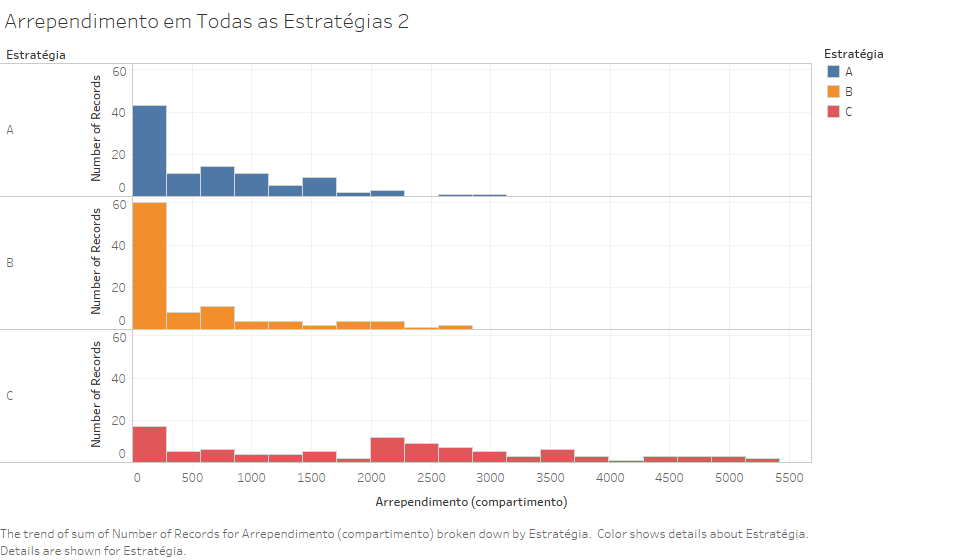 Arrependimento em Todas as Estratégias 2
Estratégia
Estratégia
A
B
C
A
Number of Records
60
40
20
0
B
Number of Records
60
40
20
0
C
Number of Records
60
40
20
0
0 500 1000 1500 2000 2500 3000 3500 4000 4500 5000 5500
Arrependimento (compartimento)
The trend of sum of Number of Records for Arrependimento (compartimento) broken down by Estratégia. Color shows details about Estratégia.
Details are shown for Estratégia.